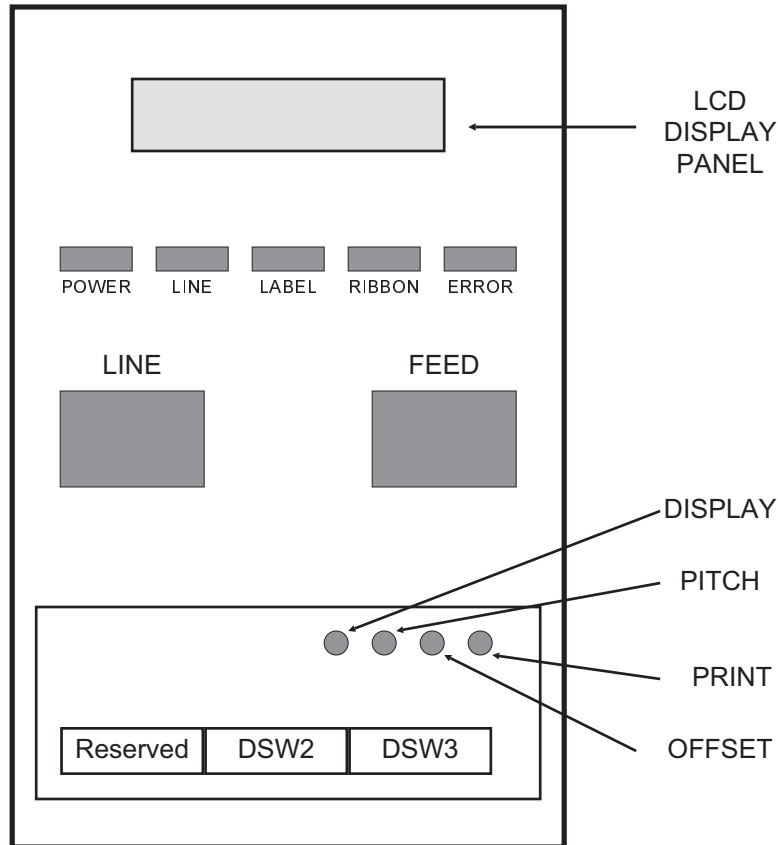 LCD
DISPLAY
PANEL
POWER LINE LABEL RIBBON ERROR
LINE FEED
DISPLAY
PITCH
PRINT
OFFSET
Reserved DSW2 DSW3